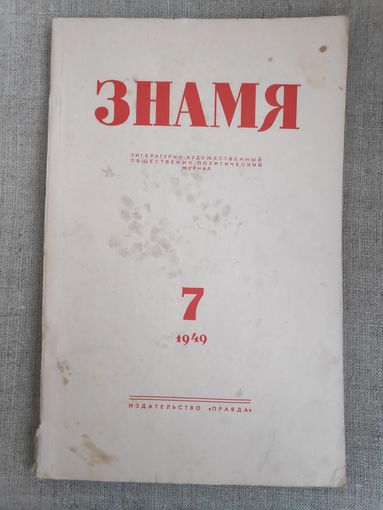 ЗНАМЯ
ЛИТЕРАТУРНО-ХУДОЖЕСТВЕННЫЙ
ОБЩЕСТВЕННО-ПОЛИТИЧЕСКИЙ
ЖУРНАЛ
7
1949
ИЗДАТЕЛЬСТВО «ПРАВДА»